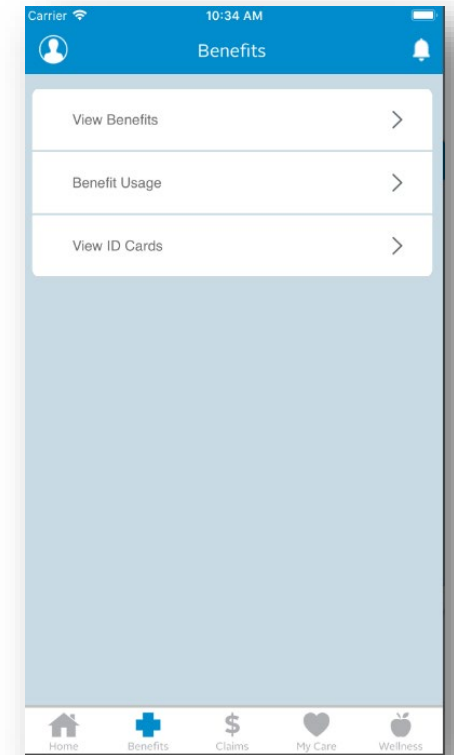 Carrier 10:34 AM
Benefits
View Benefits
Benefit Usage
View ID Cards
$
Home Benefits Claims My Care Wellness